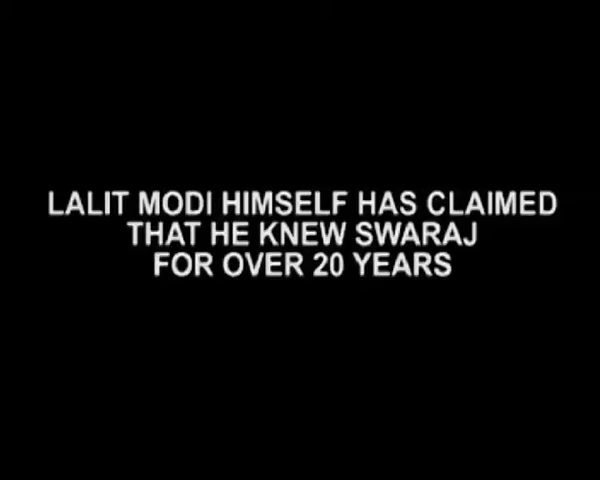 LALIT MODI HIMSELF HAS CLAIMED
THAT HE KNEW SWARAJ
FOR OVER 20 YEARS